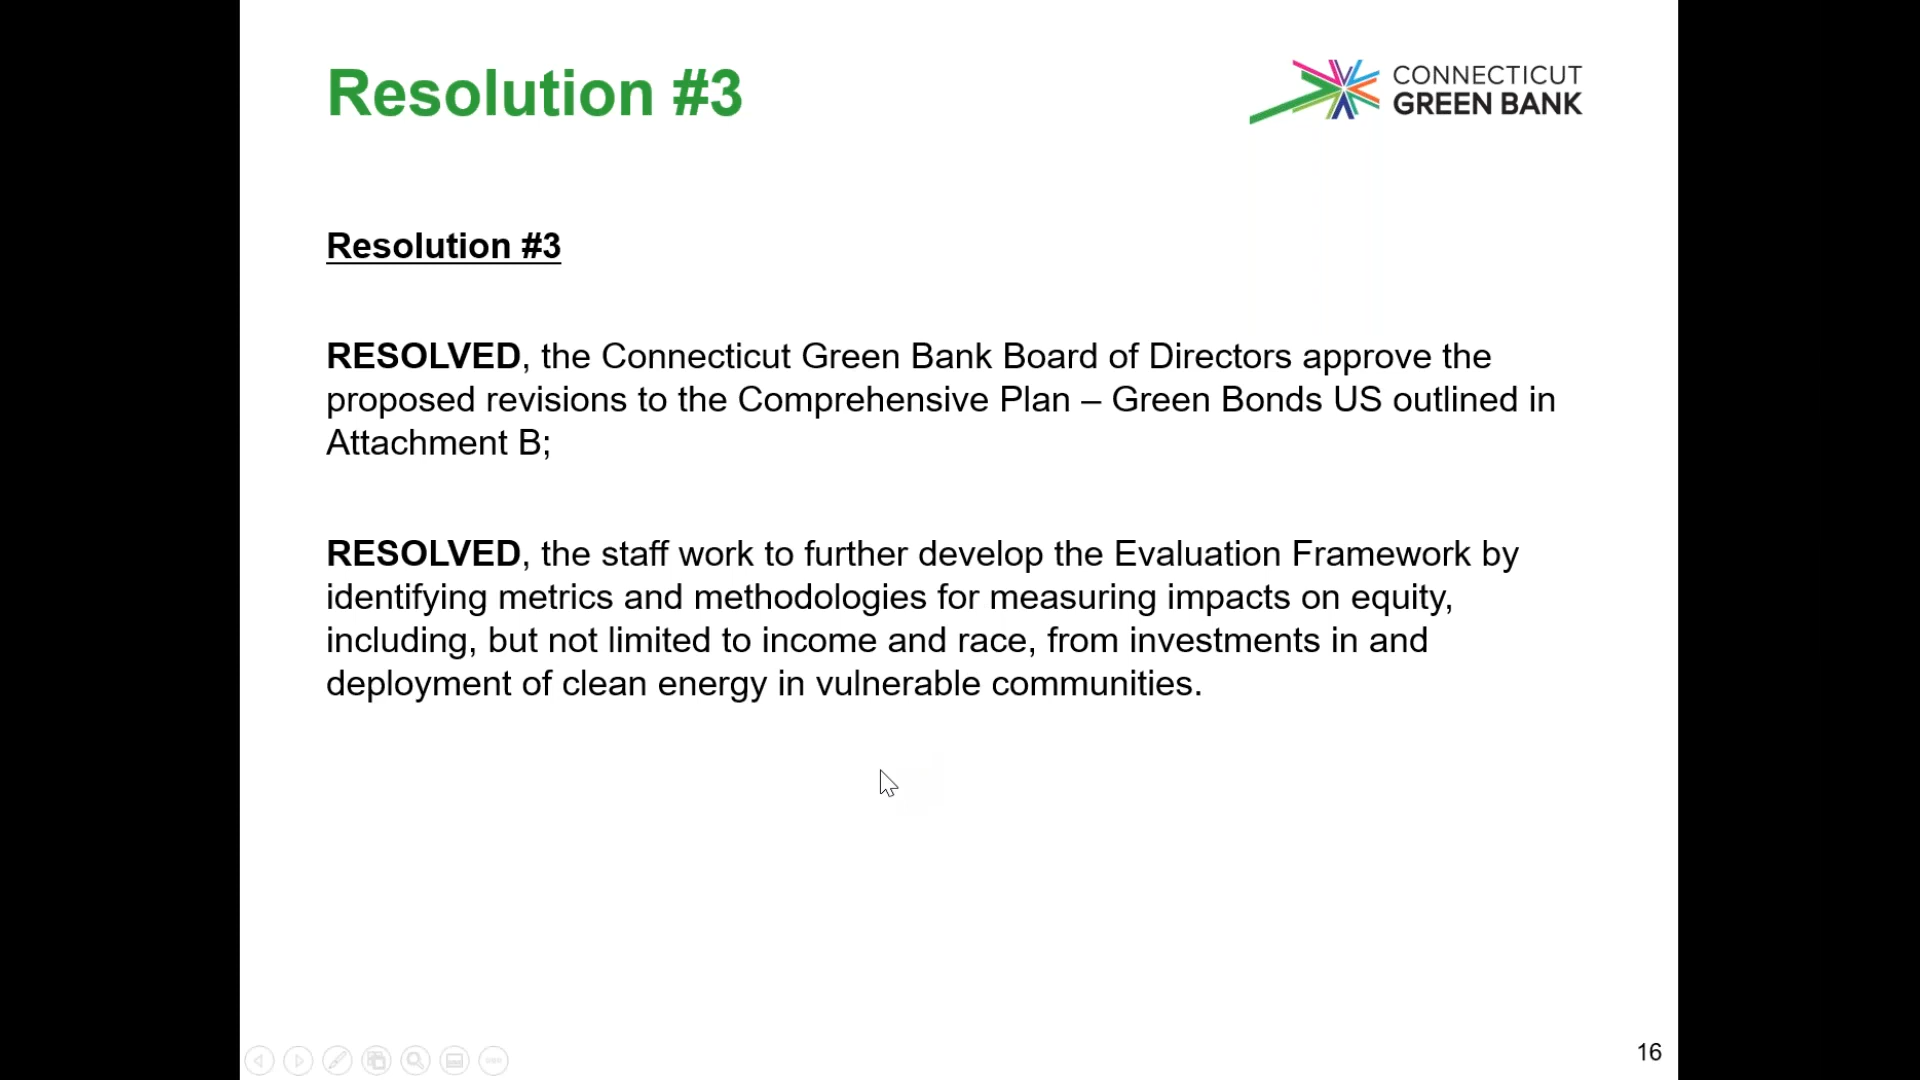 Resolution #3
CONNECTICUT
GREEN BANK
Resolution #3
RESOLVED, the Connecticut Green Bank Board of Directors approve the
proposed revisions to the Comprehensive Plan – Green Bonds US outlined in
Attachment B;
RESOLVED, the staff work to further develop the Evaluation Framework by
identifying metrics and methodologies for measuring impacts on equity,
including, but not limited to income and race, from investments in and
deployment of clean energy in vulnerable communities.
16